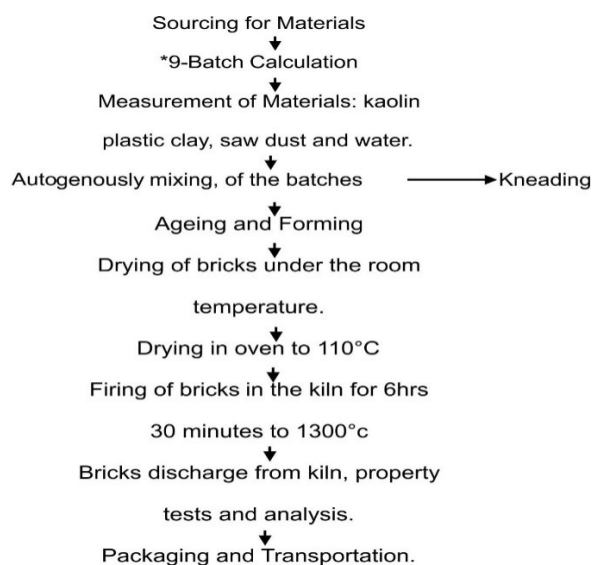 Sourcing for Materials
*9-Batch Calculation
Measurement of Materials: kaolin
plastic clay, saw dust and water.
Autogenously mixing, of the batches
Kneading
Ageing and Forming
Drying of bricks under the room
temperature.
Drying in oven to 110°C
Firing of bricks in the kiln for 6hrs
30 minutes to 1300°c
Bricks discharge from kiln, property
tests and analysis.
Packaging and Transportation.